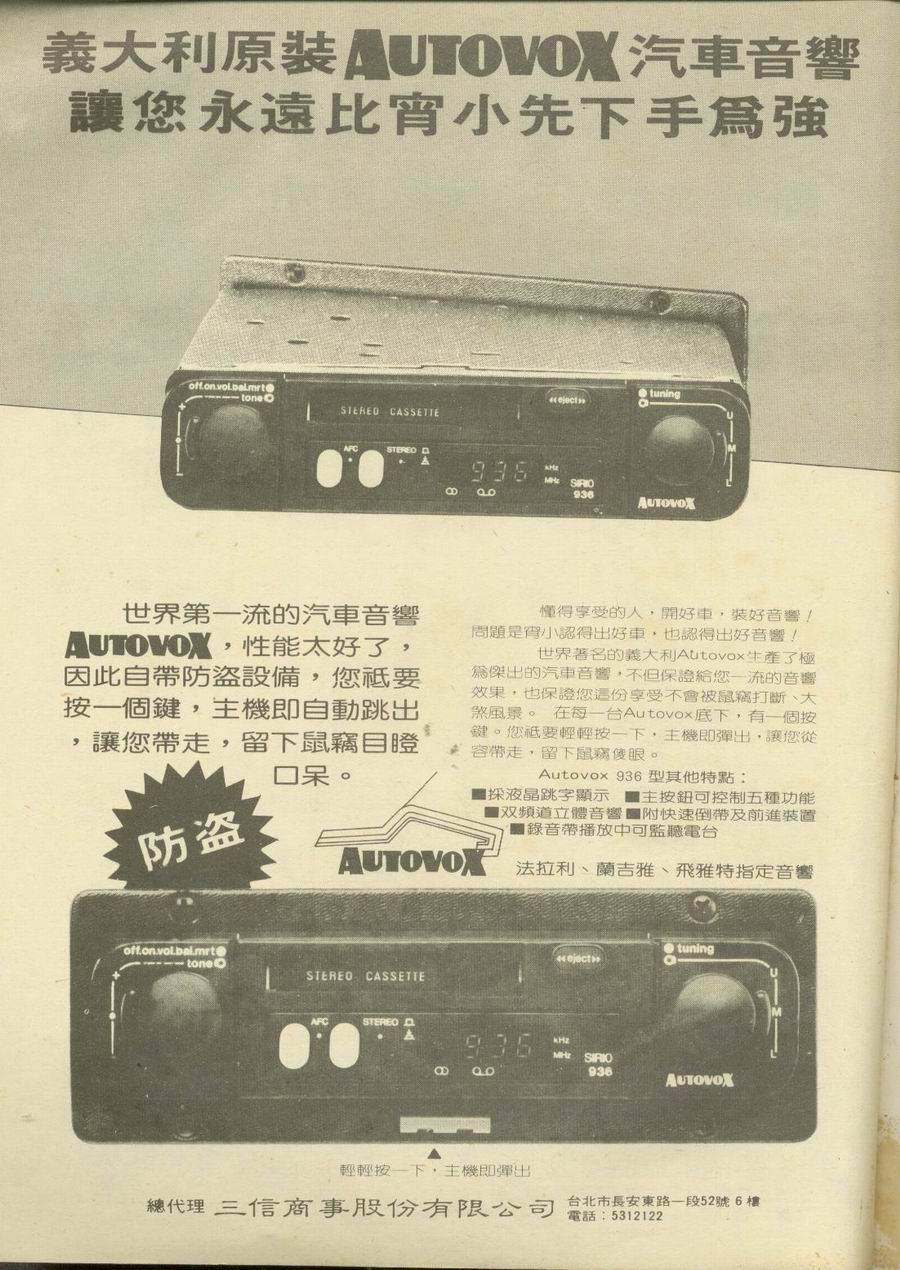 義大利原裝AUTOVOX汽車音響
讓您永遠比宵小先下手爲強
off.on.vol.bal.mrt
tone
STEREO CASSETTE
eject
tuning
U
M
L
AFC
STEREO
936
kHz
MHz
SIRIO
936
AUTOVOX
世界第一流的汽車音響
AUTOVOX，性能太好了，
因此自帶防盜設備，您祗要
按一個鍵，主機即自動跳出
，讓您帶走，留下鼠竊目瞪
口呆。
懂得享受的人，開好車，裝好音響！
問題是宵小認得出好車，也認得出好音響！
世界著名的義大利Autovox生產了極
爲傑出的汽車音響，不但保證給您一流的音響
效果，也保證您這份享受不會被鼠竊打斷、大
煞風景。 在每一台Autovox底下，有一個按
鍵。您祗要輕輕按一下，主機即彈出，讓您從
容帶走，留下鼠竊傻眼。
Autovox 936 型其他特點：
■採液晶跳字顯示 ■主按鈕可控制五種功能
■双頻道立體音響 ■附快速倒帶及前進裝置
■錄音帶播放中可監聽電台
防盜
AUTOVOX
法拉利、蘭吉雅、飛雅特指定音響
off.on.vol.bal.mrt
tone
STEREO CASSETTE
eject
tuning
U
M
L
AFC
STEREO
936
kHz
MHz
SIRIO
936
AUTOVOX
輕輕按一下，主機即彈出
總代理 三信商事股份有限公司
台北市長安東路一段52號 6 樓
電話：5312122